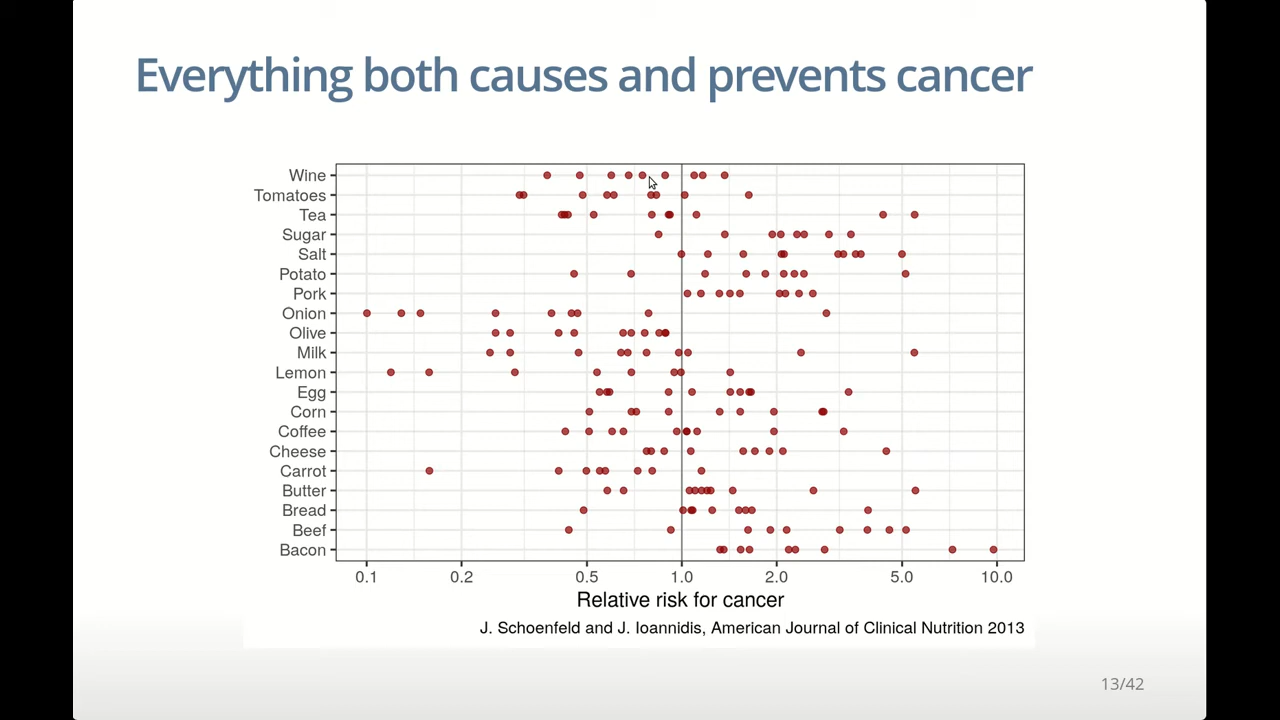 Everything both causes and prevents cancer
Wine
Tomatoes
Tea
Sugar
Salt
Potato
Pork
Onion
Olive
Milk
Lemon
Egg
Corn
Coffee
Cheese
Carrot
Butter
Bread
Beef
Bacon
0.1 0.2 0.5 1.0 2.0 5.0 10.0
Relative risk for cancer
J. Schoenfeld and J. Ioannidis, American Journal of Clinical Nutrition 2013
13/42